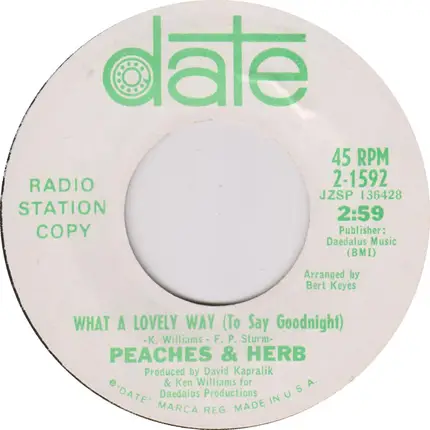 date
RADIO
STATION
COPY
45 RPM
2-1592
JZSP 136428
2:59
Publisher:
Daedalus Music
(BMI)
Arranged by
Bert Keyes
WHAT A LOVELY WAY (To Say Goodnight)
-K. Williams- F. P. Sturm-
PEACHES & HERB
Produced by David Kapralik
& Ken Williams for
Daedalus Productions
® "DATE" MARCA REG. MADE IN U.S.A.